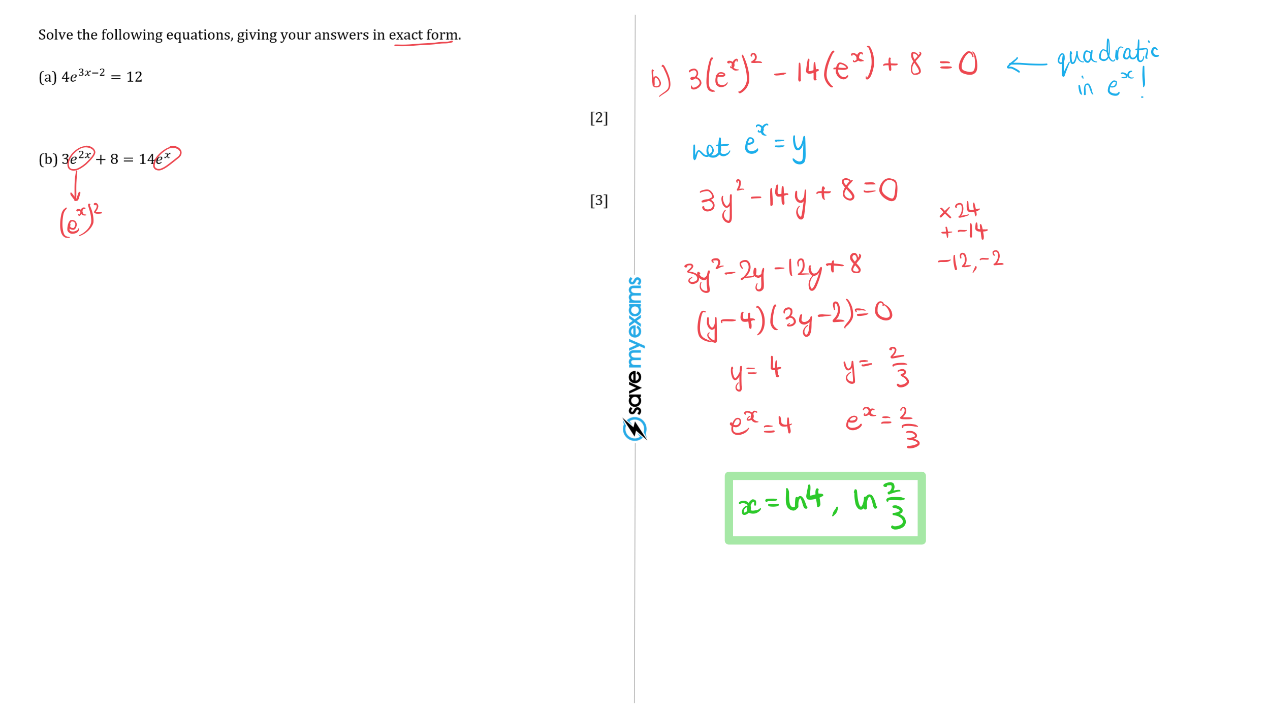 Solve the following equations, giving your answers in exact form.
(a) 4e^{3x−2} = 12
[2]
(b) 3e^{2x} + 8 = 14e^{x}
[3]
(e^{x})^{2}
savemyexams
b) 3(e^{x})^{2} − 14(e^{x}) + 8 = 0 ← quadratic
in e^{x}!
Let e^{x} = y
3y^{2} − 14y + 8 = 0
× 24
+ −14
−12, −2
3y^{2} − 2y − 12y + 8
(y − 4)(3y − 2) = 0
y = 4 y = 2/3
e^{x} = 4 e^{x} = 2/3
x = ln4, ln 2/3